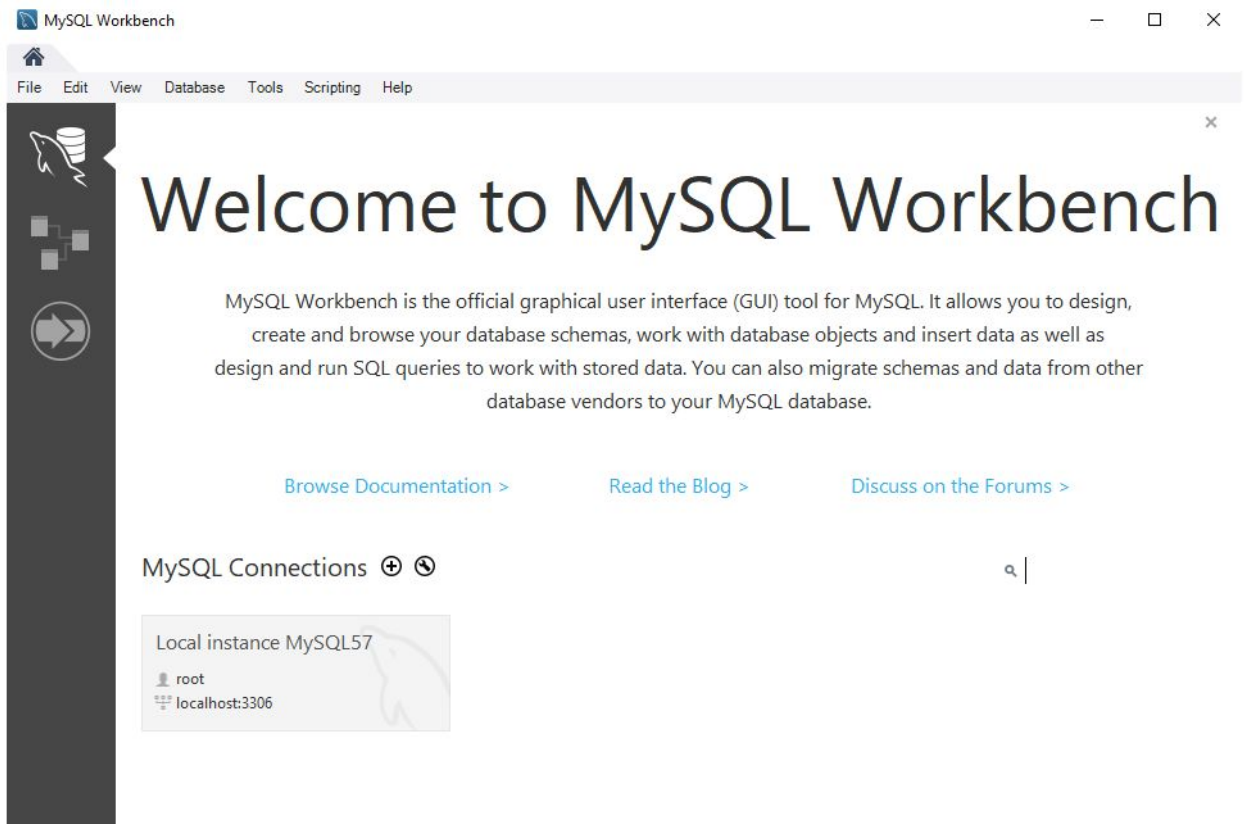 MySQL Workbench
File Edit View Database Tools Scripting Help
Welcome to MySQL Workbench
MySQL Workbench is the official graphical user interface (GUI) tool for MySQL. It allows you to design,
create and browse your database schemas, work with database objects and insert data as well as
design and run SQL queries to work with stored data. You can also migrate schemas and data from other
database vendors to your MySQL database.
Browse Documentation > Read the Blog > Discuss on the Forums >
MySQL Connections
Local instance MySQL57
root
localhost:3306